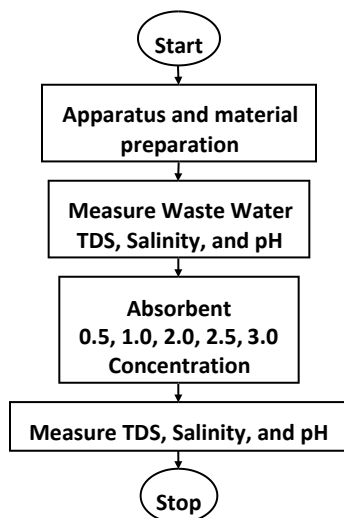 Start
Apparatus and material
preparation
Measure Waste Water
TDS, Salinity, and pH
Absorbent
0.5, 1.0, 2.0, 2.5, 3.0
Concentration
Measure TDS, Salinity, and pH
Stop